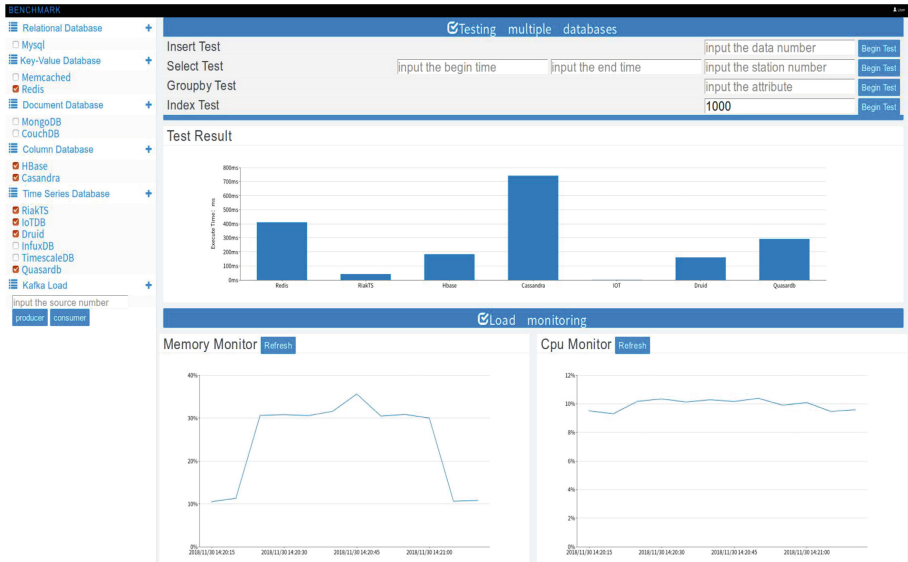 BENCHMARK
user
Relational Database +
Mysql
Key-Value Database +
Memcached
Redis
Document Database +
MongoDB
CouchDB
Column Database +
HBase
Casandra
Time Series Database +
RiakTS
IoTDB
Druid
InfuxDB
TimescaleDB
Quasardb
Kafka Load +
input the source number
producer consumer
Testing multiple databases
Insert Test input the data number Begin Test
Select Test input the begin time input the end time input the station number Begin Test
Groupby Test input the attribute Begin Test
Index Test 1000 Begin Test
Test Result
Execute Time: ms
800ms
700ms
600ms
500ms
400ms
300ms
200ms
100ms
0ms
Redis RiakTS Hbase Cassandra IOT Druid Quasardb
Load monitoring
Memory Monitor Refresh
40%
30%
20%
10%
0%
2018/11/30 14:20:15 2018/11/30 14:20:30 2018/11/30 14:20:45 2018/11/30 14:21:00
Cpu Monitor Refresh
12%
10%
8%
6%
4%
2%
0%
2018/11/30 14:20:15 2018/11/30 14:20:30 2018/11/30 14:20:45 2018/11/30 14:21:00